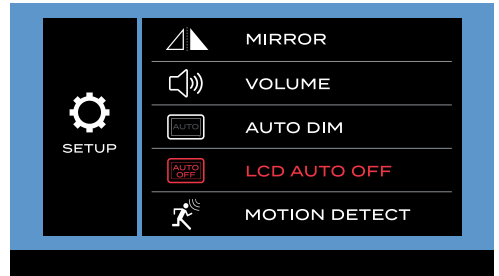 MIRROR
VOLUME
SETUP
AUTO
AUTO DIM
AUTO
OFF
LCD AUTO OFF
MOTION DETECT